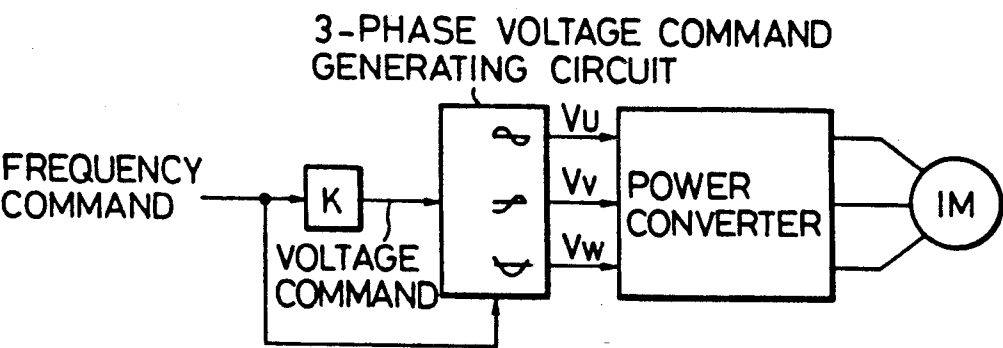 3-PHASE VOLTAGE COMMAND
GENERATING CIRCUIT
FREQUENCY
COMMAND
K
VOLTAGE
COMMAND
VU
VV
VW
POWER
CONVERTER
IM